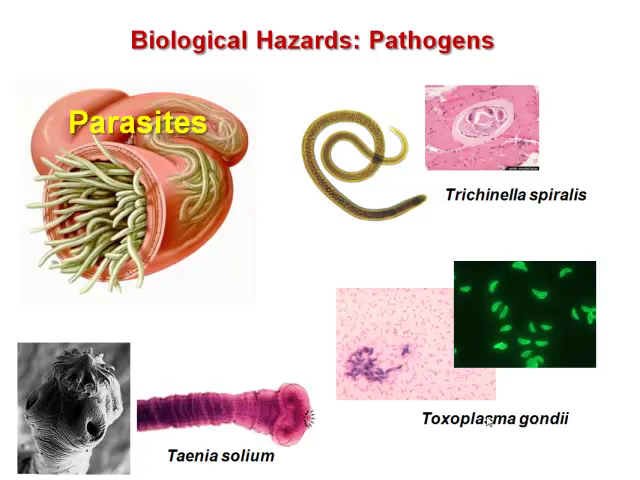 Biological Hazards: Pathogens
Parasites
Trichinella spiralis
Toxoplasma gondii
Taenia solium